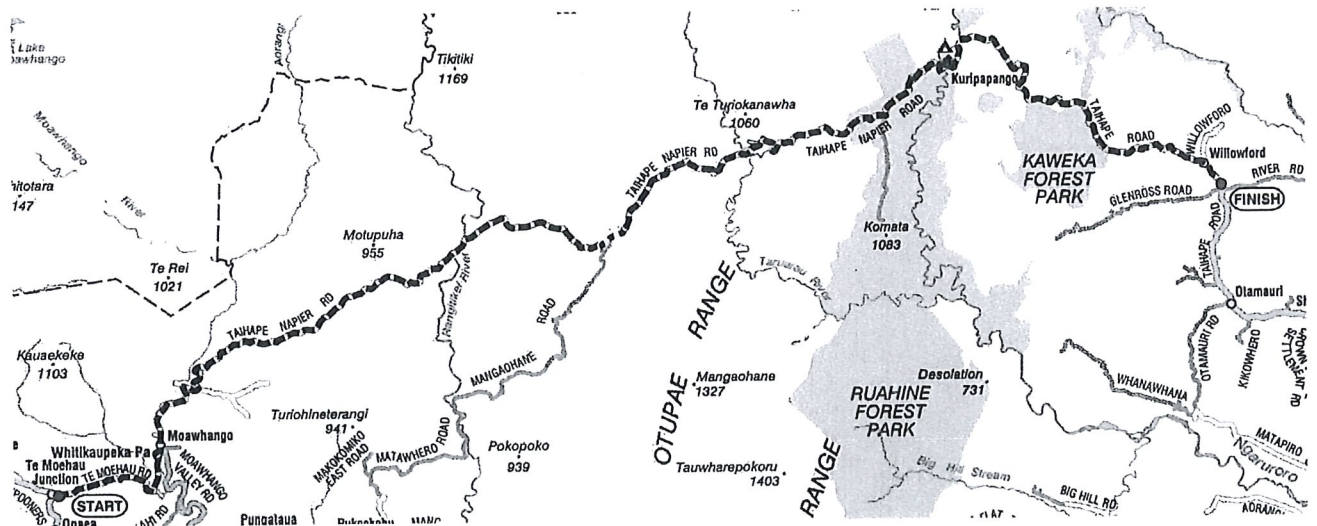 Lake
Aorangi
Tikitiki
1169
Moawhango
River
147
Te Rei
1021
Motupuha
955
Rangitikei River
TAIHAPE NAPIER RD
Kauaekeke
1103
Moawhango
Whitikaupeka Pa
Te Moehau
Junction
TE MOEHAU RD
MOAWHANGO
VALLEY RD
START
Turiohineterangi
941
MAKOKOMIKO
EAST ROAD
MATAWHERO ROAD
Pokopoko
939
MANGAOHANE
ROAD
Pungataua
TAIHAPE NAPIER RD
Te Turiokanawha
1060
TAIHAPE NAPIER ROAD
Kuripapango
Komata
1083
TAIHAPE
ROAD
WILLOWFORD
Willowford
KAWEKA
FOREST
PARK
GLENROSS ROAD
RIVER RD
FINISH
TAIHAPE ROAD
Otamauri
OTAMAURI RD
KIKOWHERO
WHANAWHANA
MATAPIRO
Ngaruroro
Taruarau River
OTUPAE RANGE
Mangaohane
1327
Desolation
731
RUAHINE
FOREST
PARK
RANGE
Tauwharepokoru
1403
Big Hill Stream
BIG HILL RD